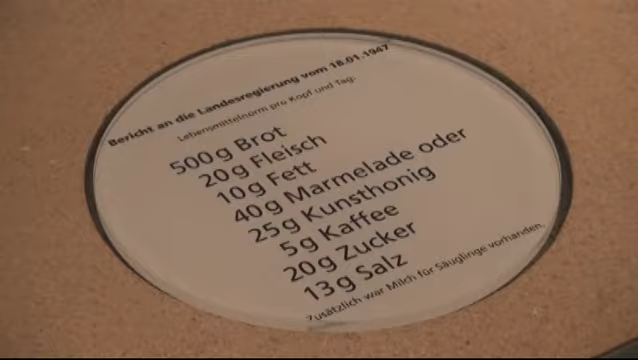 Bericht an die Landesregierung vom 18.01.1947
Lebensmittelnorm pro Kopf und Tag:
500g Brot
20g Fleisch
10g Fett
40g Marmelade oder
25g Kunsthonig
5g Kaffee
20g Zucker
13g Salz
Zusätzlich war Milch für Säuglinge vorhanden.